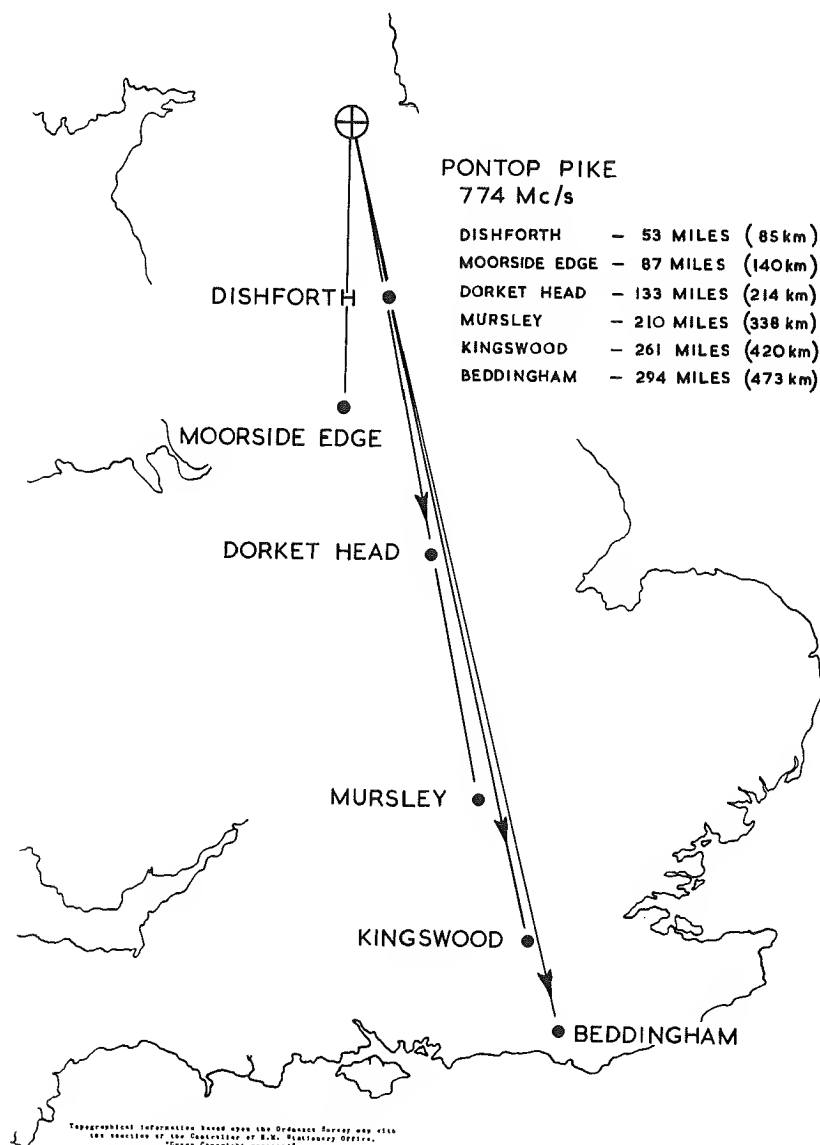 PONTOP PIKE
774 Mc/s
DISHFORTH – 53 MILES (85km)
MOORSIDE EDGE – 87 MILES (140km)
DORKET HEAD – 133 MILES (214 km)
MURSLEY – 210 MILES (338 km)
KINGSWOOD – 261 MILES (420 km)
BEDDINGHAM – 294 MILES (473 km)
DISHFORTH
MOORSIDE EDGE
DORKET HEAD
MURSLEY
KINGSWOOD
BEDDINGHAM
Topographical information based upon the Ordnance Survey map with
the sanction of the Controller of H.M. Stationery Office.